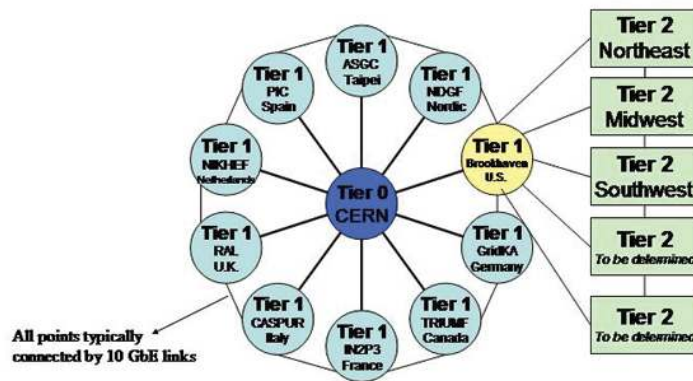 Tier 1
ASGC
Taipei
Tier 1
PIC
Spain
Tier 1
NDGF
Nordic
Tier 1
NIKHEF
Netherlands
Tier 1
Brookhaven
U.S.
Tier 0
CERN
Tier 1
RAL
U.K.
Tier 1
GridKA
Germany
Tier 1
CASPUR
Italy
Tier 1
IN2P3
France
Tier 1
TRIUMF
Canada
Tier 2
Northeast
Tier 2
Midwest
Tier 2
Southwest
Tier 2
To be determined
Tier 2
To be determined
All points typically
connected by 10 GbE links